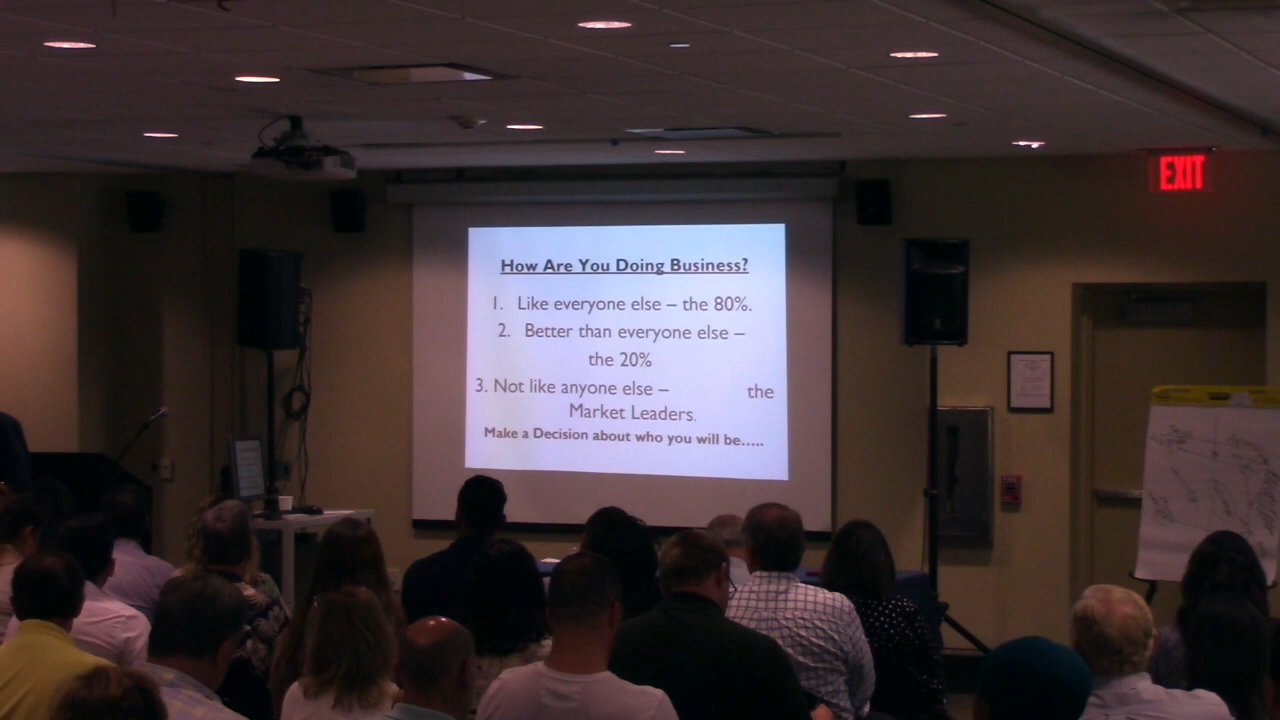 How Are You Doing Business?
1. Like everyone else – the 80%.
2. Better than everyone else –
the 20%
3. Not like anyone else – the
Market Leaders.
Make a Decision about who you will be.....
EXIT